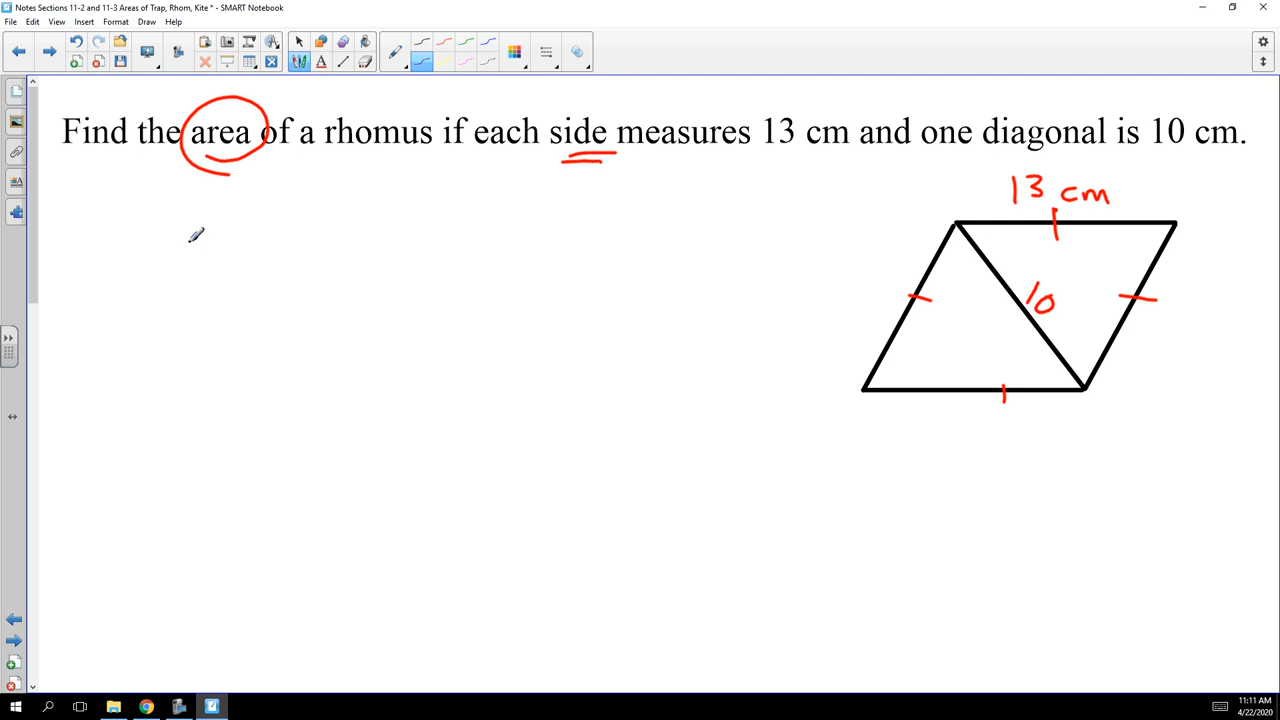 Notes Sections 11-2 and 11-3 Areas of Trap, Rhom, Kite * - SMART Notebook
File Edit View Insert Format Draw Help
Find the area of a rhomus if each side measures 13 cm and one diagonal is 10 cm.
13 cm
10
11:11 AM
4/22/2020